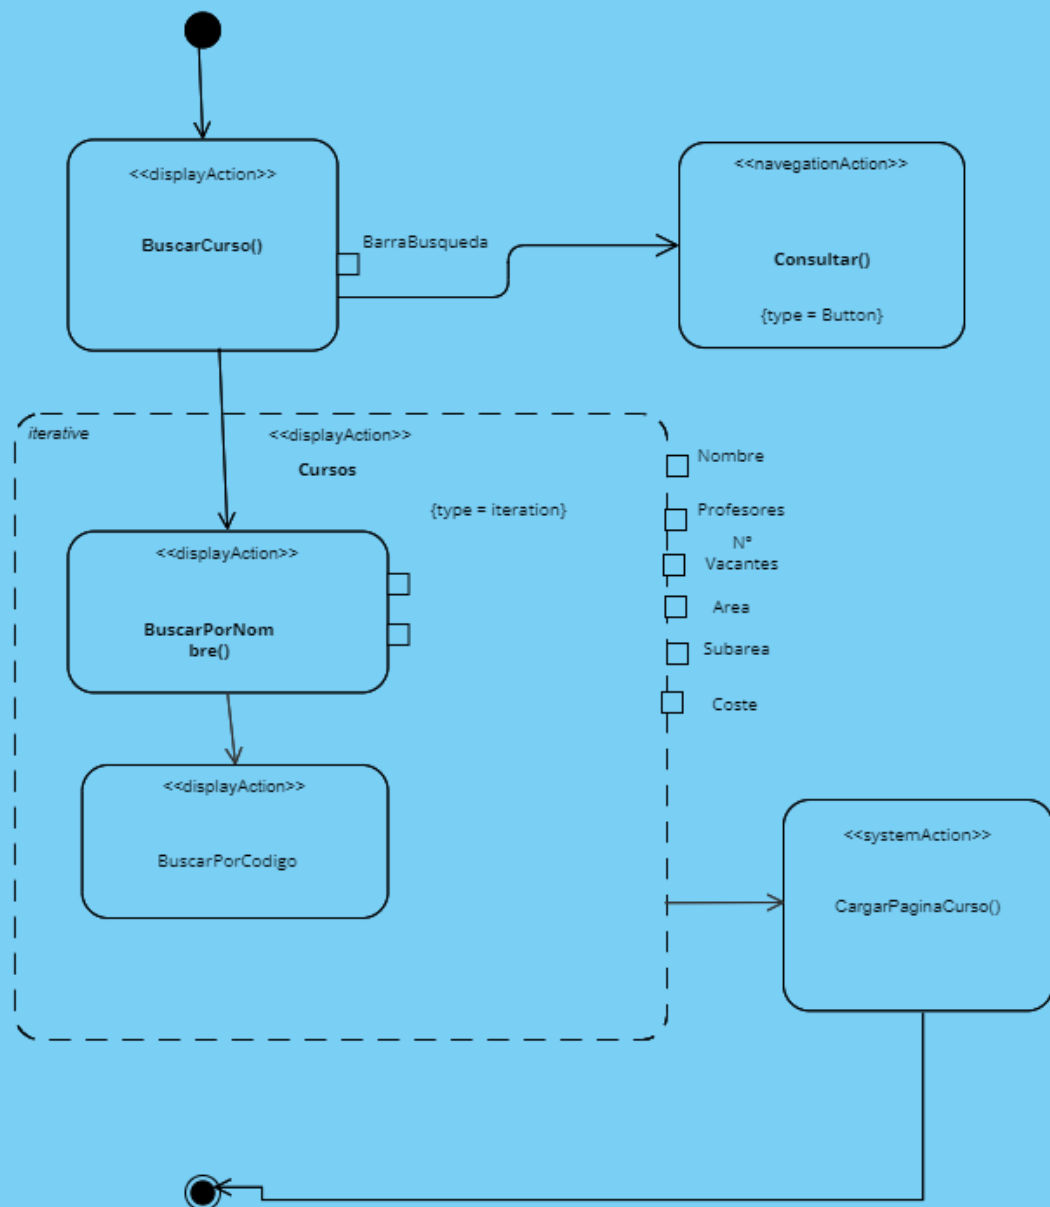 <<displayAction>>
BuscarCurso()
BarraBusqueda
<<navegationAction>>
Consultar()
{type = Button}
iterative
<<displayAction>>
Cursos
{type = iteration}
Nombre
Profesores
Nº
Vacantes
Area
Subarea
Coste
<<displayAction>>
BuscarPorNom
bre()
<<displayAction>>
BuscarPorCodigo
<<systemAction>>
CargarPaginaCurso()